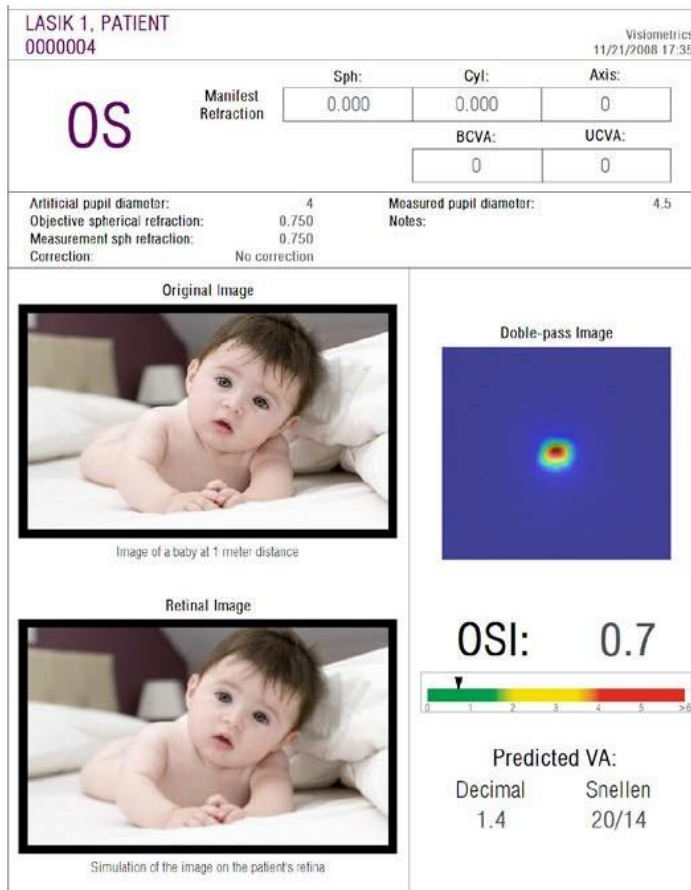 LASIK 1, PATIENT
0000004
Visiometrics
11/21/2008 17:35
OS
Manifest
Refraction
Sph: Cyl: Axis:
0.000 0.000 0
BCVA: UCVA:
0 0
Artificial pupil diameter: 4
Objective spherical refraction: 0.750
Measurement sph refraction: 0.750
Correction: No correction
Measured pupil diameter: 4.5
Notes:
Original Image
Image of a baby at 1 meter distance
Retinal Image
Simulation of the image on the patient's retina
Doble-pass Image
OSI: 0.7
0 1 2 3 4 5 >6
Predicted VA:
Decimal Snellen
1.4 20/14